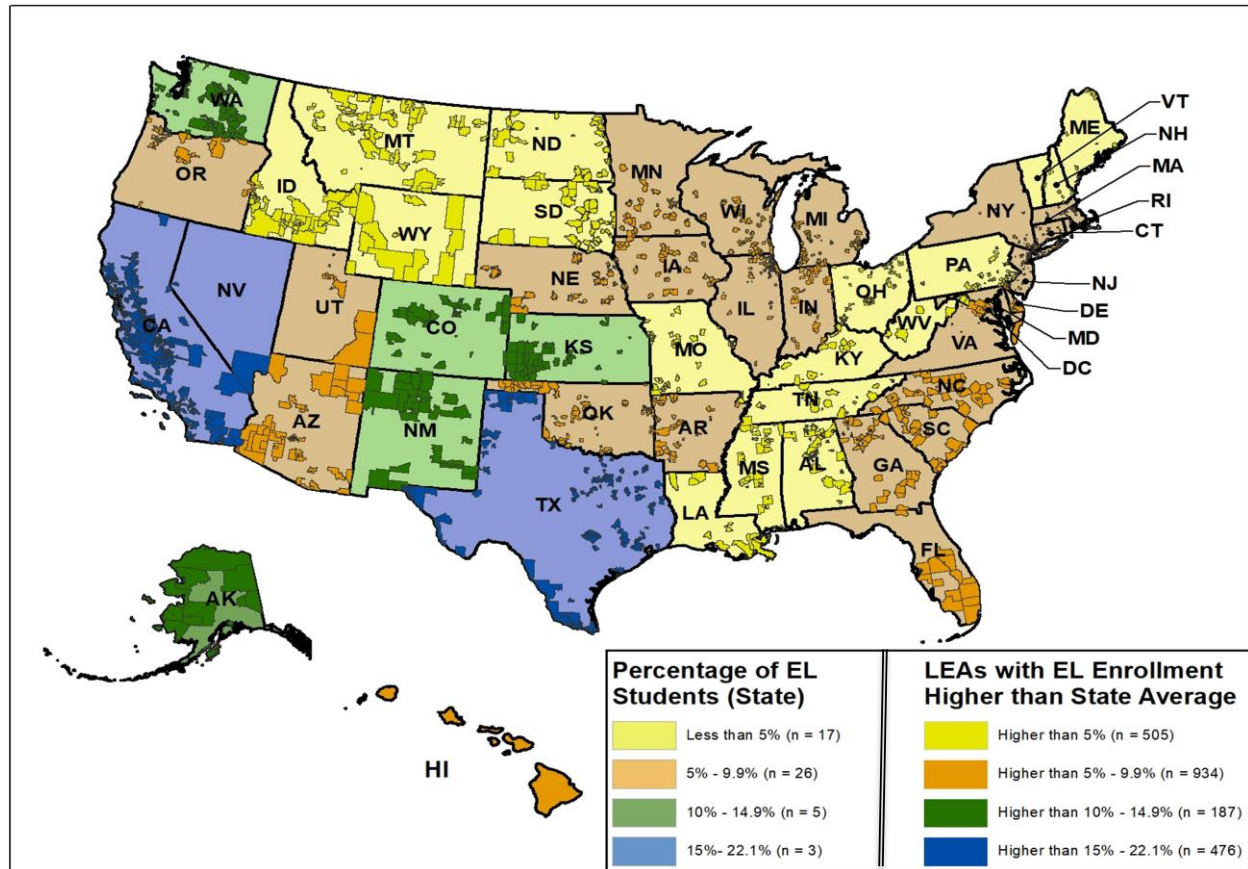 WA
MT
ND
MN
ME
VT
NH
MA
RI
CT
OR
ID
SD
WI
MI
NY
WY
IA
PA
NJ
NE
OH
DE
NV
UT
IL
IN
MD
CA
CO
WV
VA
DC
KS
MO
KY
NC
TN
AZ
OK
AR
SC
NM
MS
AL
GA
TX
LA
FL
AK
HI
Percentage of EL
Students (State)
Less than 5% (n = 17)
5% - 9.9% (n = 26)
10% - 14.9% (n = 5)
15%- 22.1% (n = 3)
LEAs with EL Enrollment
Higher than State Average
Higher than 5% (n = 505)
Higher than 5% - 9.9% (n = 934)
Higher than 10% - 14.9% (n = 187)
Higher than 15% - 22.1% (n = 476)